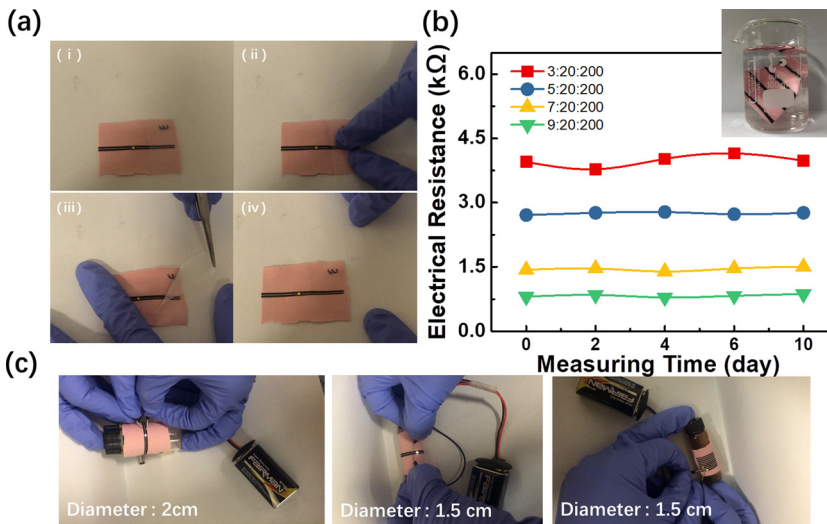 (a)
(i)
(ii)
(iii)
(iv)
(b)
Electrical Resistance (kΩ)
6.0
4.5
3.0
1.5
0.0
3:20:200
5:20:200
7:20:200
9:20:200
0
2
4
6
10
Measuring Time (day)
(c)
Diameter : 2cm
Diameter : 1.5 cm
Diameter : 1.5 cm